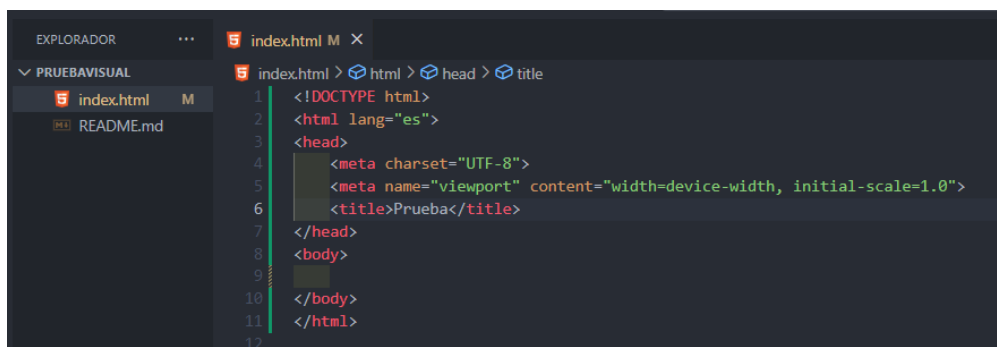 EXPLORADOR ...
index.html M
PRUEBAVISUAL
index.html M
README.md
index.html > html > head > title
1 <!DOCTYPE html>
2 <html lang="es">
3 <head>
4 <meta charset="UTF-8">
5 <meta name="viewport" content="width=device-width, initial-scale=1.0">
6 <title>Prueba</title>
7 </head>
8 <body>
9
10 </body>
11 </html>
12